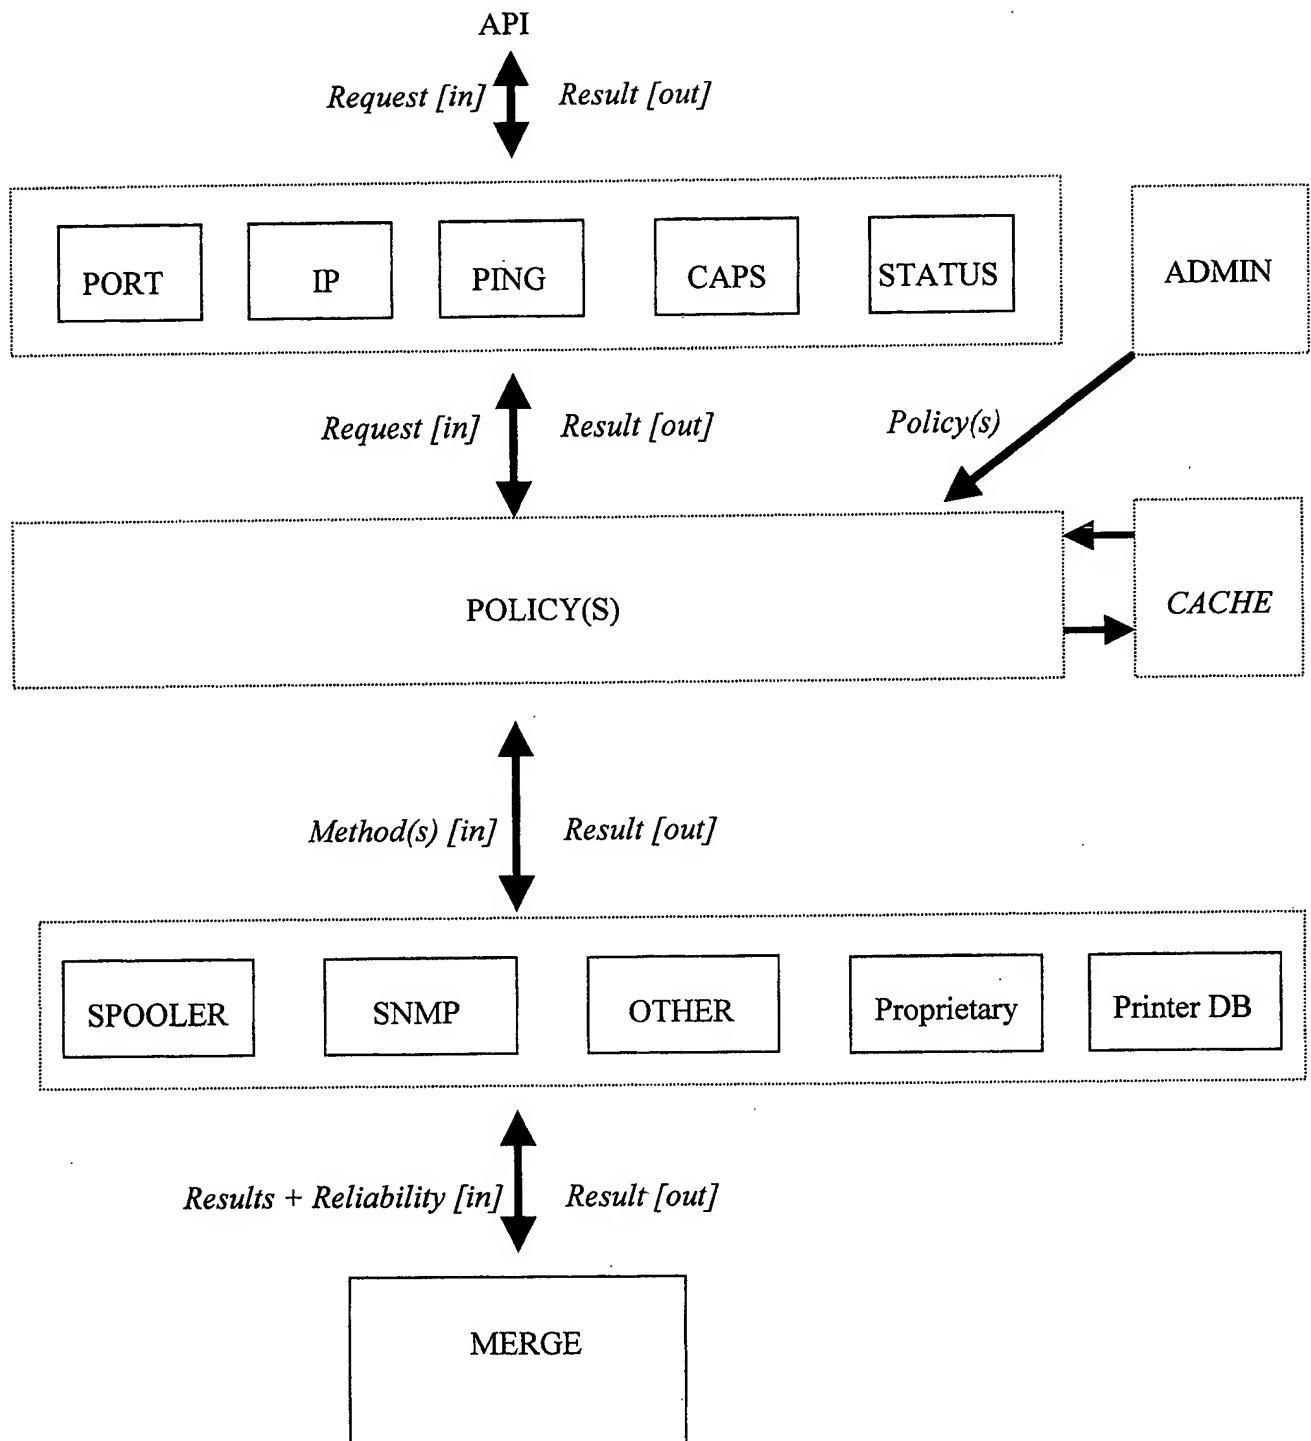 API
Request [in] Result [out]
PORT IP PING CAPS STATUS ADMIN
Request [in] Result [out] Policy(s)
POLICY(S) CACHE
Method(s) [in] Result [out]
SPOOLER SNMP OTHER Proprietary Printer DB
Results + Reliability [in] Result [out]
MERGE